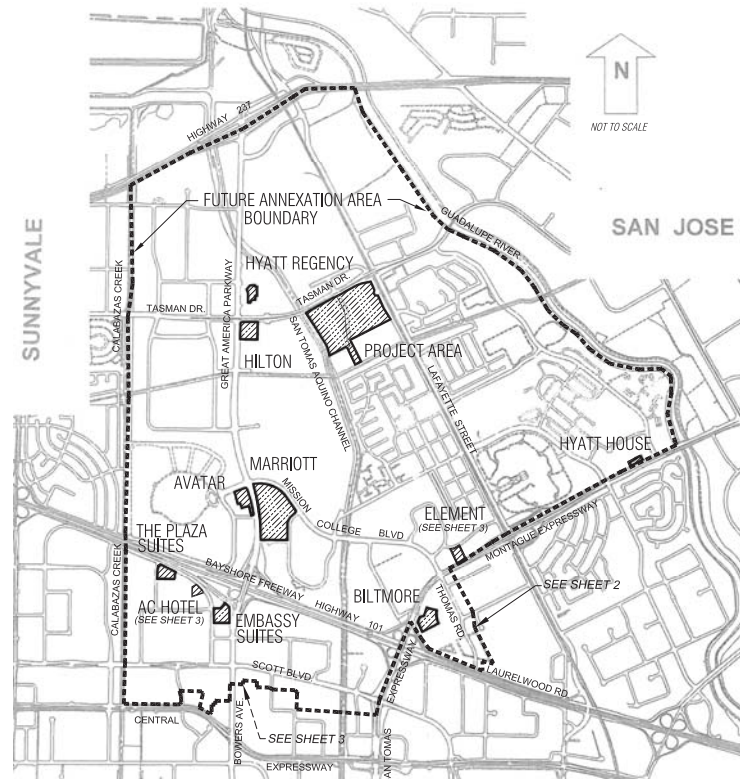 HIGHWAY 237
N
NOT TO SCALE
FUTURE ANNEXATION AREA
BOUNDARY
GUADALUPE RIVER
SAN JOSE
SUNNYVALE
CALABAZAS CREEK
HYATT REGENCY
TASMAN DR.
TASMAN DR.
GREAT AMERICA PARKWAY
SAN TOMAS AQUINO CHANNEL
PROJECT AREA
HILTON
LAFAYETTE STREET
HYATT HOUSE
MARRIOTT
AVATAR
MISSION
COLLEGE BLVD
ELEMENT
(SEE SHEET 3)
MONTAGUE EXPRESSWAY
THE PLAZA
SUITES
BAYSHORE FREEWAY
HIGHWAY 101
SEE SHEET 2
BILTMORE
THOMAS RD.
CALABAZAS CREEK
AC HOTEL
(SEE SHEET 3)
EMBASSY
SUITES
SCOTT BLVD
EXPRESSWAY
LAURELWOOD RD
CENTRAL
BOWERS AVE.
SEE SHEET 3
EXPRESSWAY
AN TOMAS